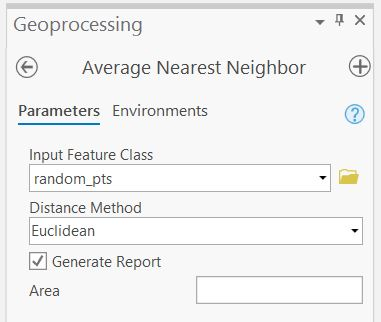 Geoprocessing
Average Nearest Neighbor
Parameters Environments
?
Input Feature Class
random_pts
Distance Method
Euclidean
Generate Report
Area